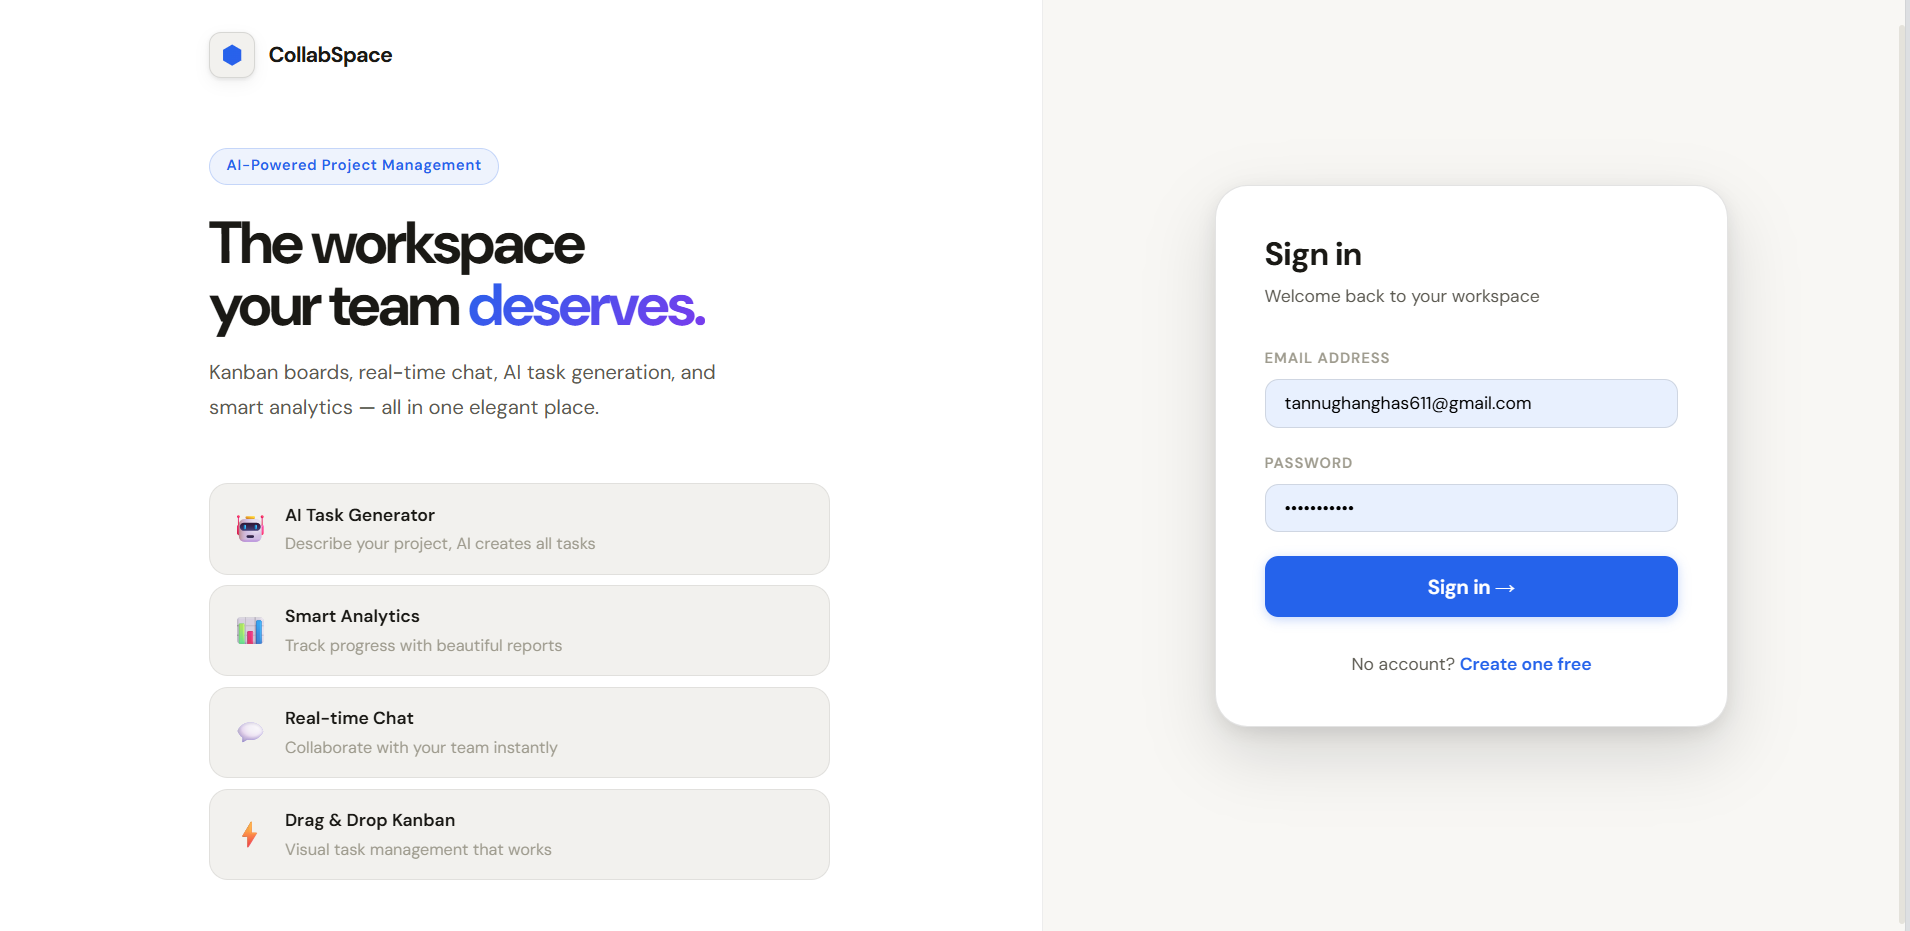 CollabSpace
AI-Powered Project Management
The workspace
your team deserves.
Kanban boards, real-time chat, AI task generation, and
smart analytics — all in one elegant place.
AI Task Generator
Describe your project, AI creates all tasks
Smart Analytics
Track progress with beautiful reports
Real-time Chat
Collaborate with your team instantly
Drag & Drop Kanban
Visual task management that works
Sign in
Welcome back to your workspace
EMAIL ADDRESS
tannughanghas611@gmail.com
PASSWORD
•••••••••••
Sign in →
No account? Create one free